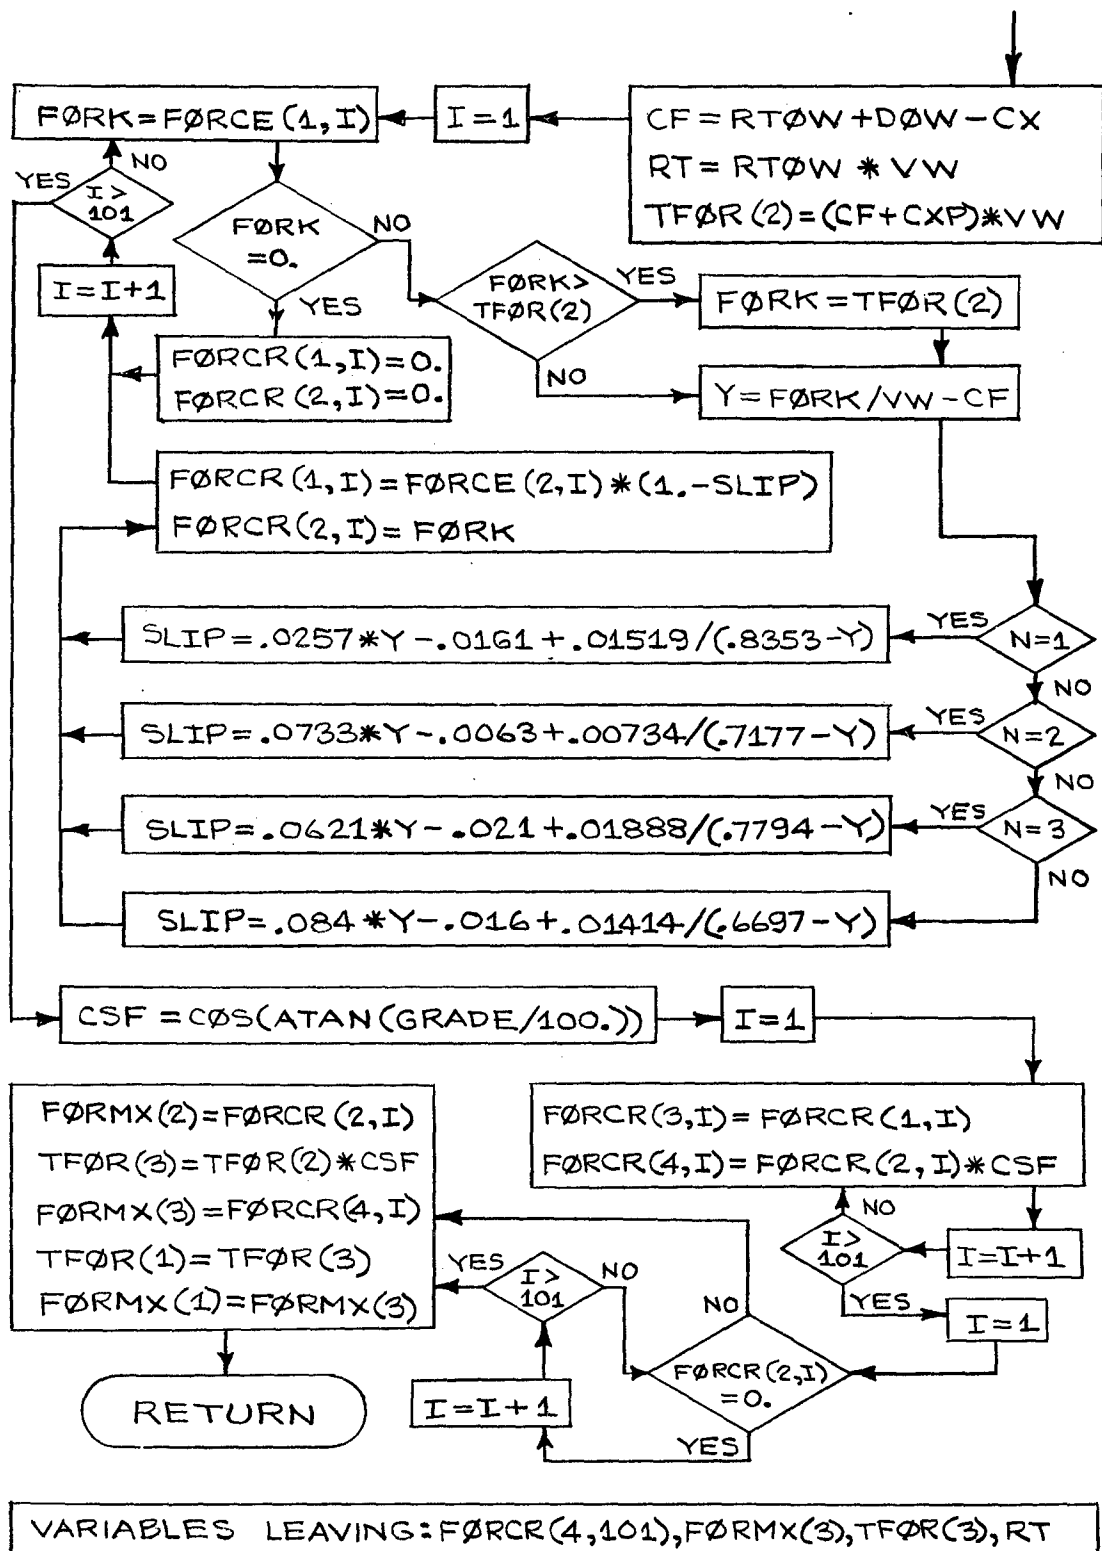 CF=RTØW+DØW-CX
RT=RTØW * VW
TFØR(2)=(CF+CXP)*VW
I=1
FØRK=FØRCE(1,I)
NO
YES
I>
101
I=I+1
FØRK
=0.
NO
YES
FØRCR(1,I)=0.
FØRCR(2,I)=0.
FØRK>
TFØR(2)
YES
NO
FØRK=TFØR(2)
Y=FØRK/VW-CF
FØRCR(1,I)=FØRCE(2,I)*(1.-SLIP)
FØRCR(2,I)=FØRK
N=1
YES
NO
SLIP=.0257*Y-.0161+.01519/(.8353-Y)
N=2
YES
NO
SLIP=.0733*Y-.0063+.00734/(.7177-Y)
N=3
YES
NO
SLIP=.0621*Y-.021+.01888/(.7794-Y)
SLIP=.084*Y-.016+.01414/(.6697-Y)
CSF=CØS(ATAN(GRADE/100.))
I=1
FØRCR(3,I)=FØRCR(1,I)
FØRCR(4,I)=FØRCR(2,I)*CSF
I=I+1
NO
I>
101
YES
I=1
FØRCR(2,I)
=0.
NO
YES
I=I+1
I>
101
YES
NO
FØRMX(2)=FØRCR(2,I)
TFØR(3)=TFØR(2)*CSF
FØRMX(3)=FØRCR(4,I)
TFØR(1)=TFØR(3)
FØRMX(1)=FØRMX(3)
RETURN
VARIABLES LEAVING:FØRCR(4,101),FØRMX(3),TFØR(3),RT